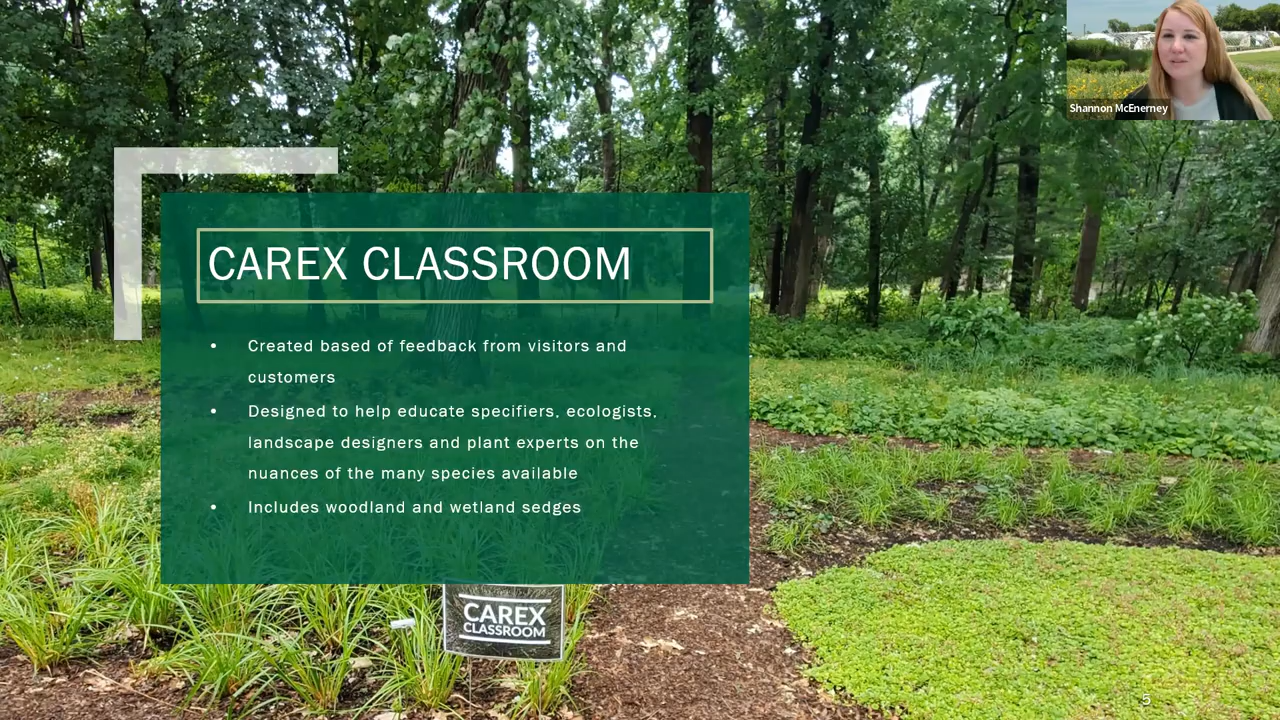 Shannon McEnerney
CAREX CLASSROOM
• Created based of feedback from visitors and
customers
• Designed to help educate specifiers, ecologists,
landscape designers and plant experts on the
nuances of the many species available
• Includes woodland and wetland sedges
CAREX
CLASSROOM
5